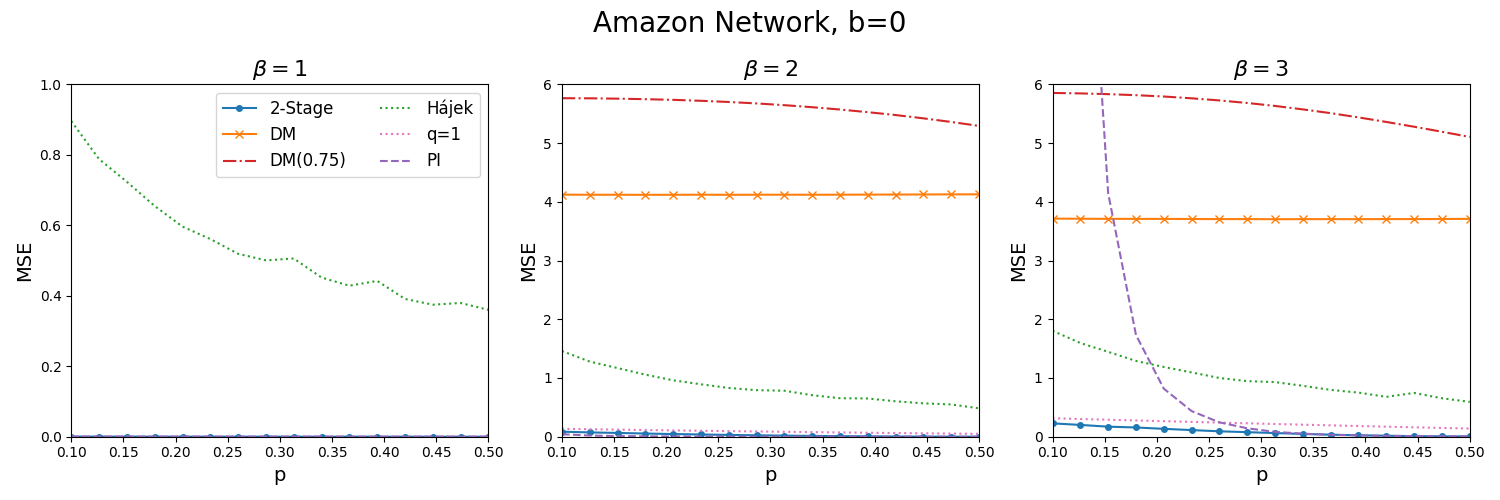 Amazon Network, b=0
β = 1
MSE
1.0
0.8
0.6
0.4
0.2
0.0
0.10 0.15 0.20 0.25 0.30 0.35 0.40 0.45 0.50
p
2-Stage
DM
DM(0.75)
Hájek
q=1
PI
β = 2
MSE
6
5
4
3
2
1
0
0.10 0.15 0.20 0.25 0.30 0.35 0.40 0.45 0.50
p
β = 3
MSE
6
5
4
3
2
1
0
0.10 0.15 0.20 0.25 0.30 0.35 0.40 0.45 0.50
p